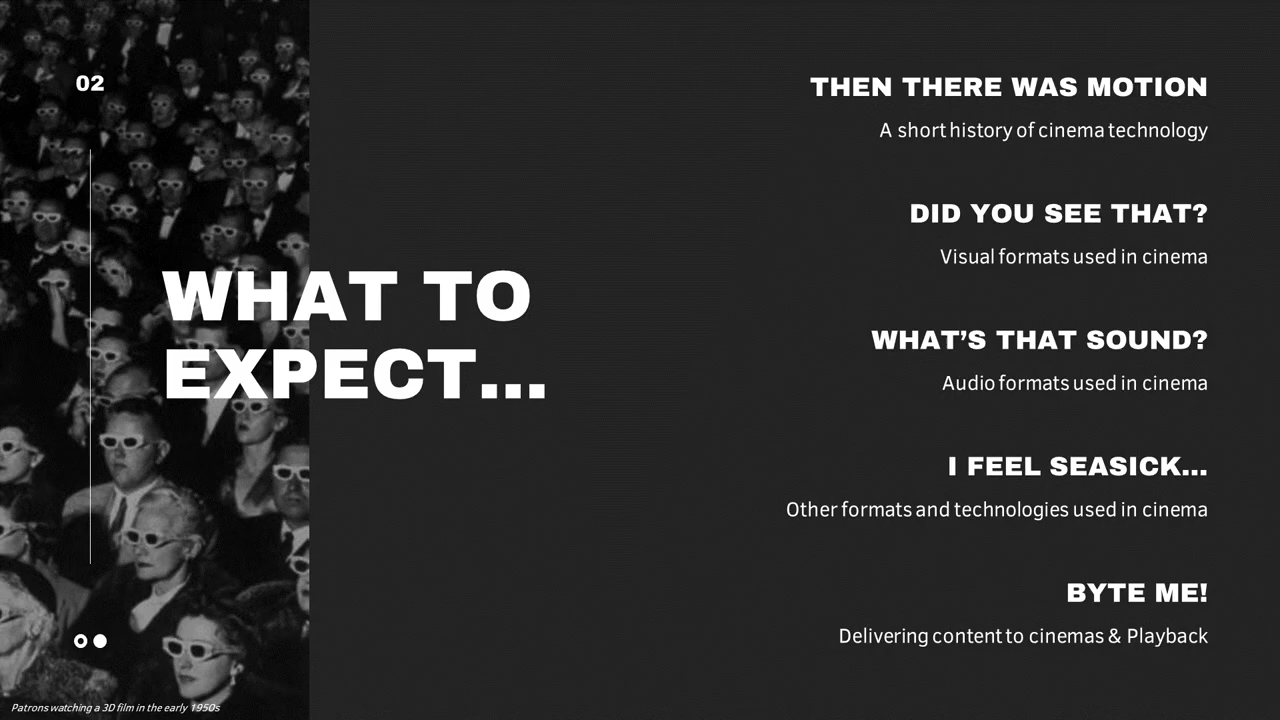 02
WHAT TO
EXPECT...
THEN THERE WAS MOTION
A short history of cinema technology
DID YOU SEE THAT?
Visual formats used in cinema
WHAT’S THAT SOUND?
Audio formats used in cinema
I FEEL SEASICK...
Other formats and technologies used in cinema
BYTE ME!
Delivering content to cinemas & Playback
Patrons watching a 3D film in the early 1950s